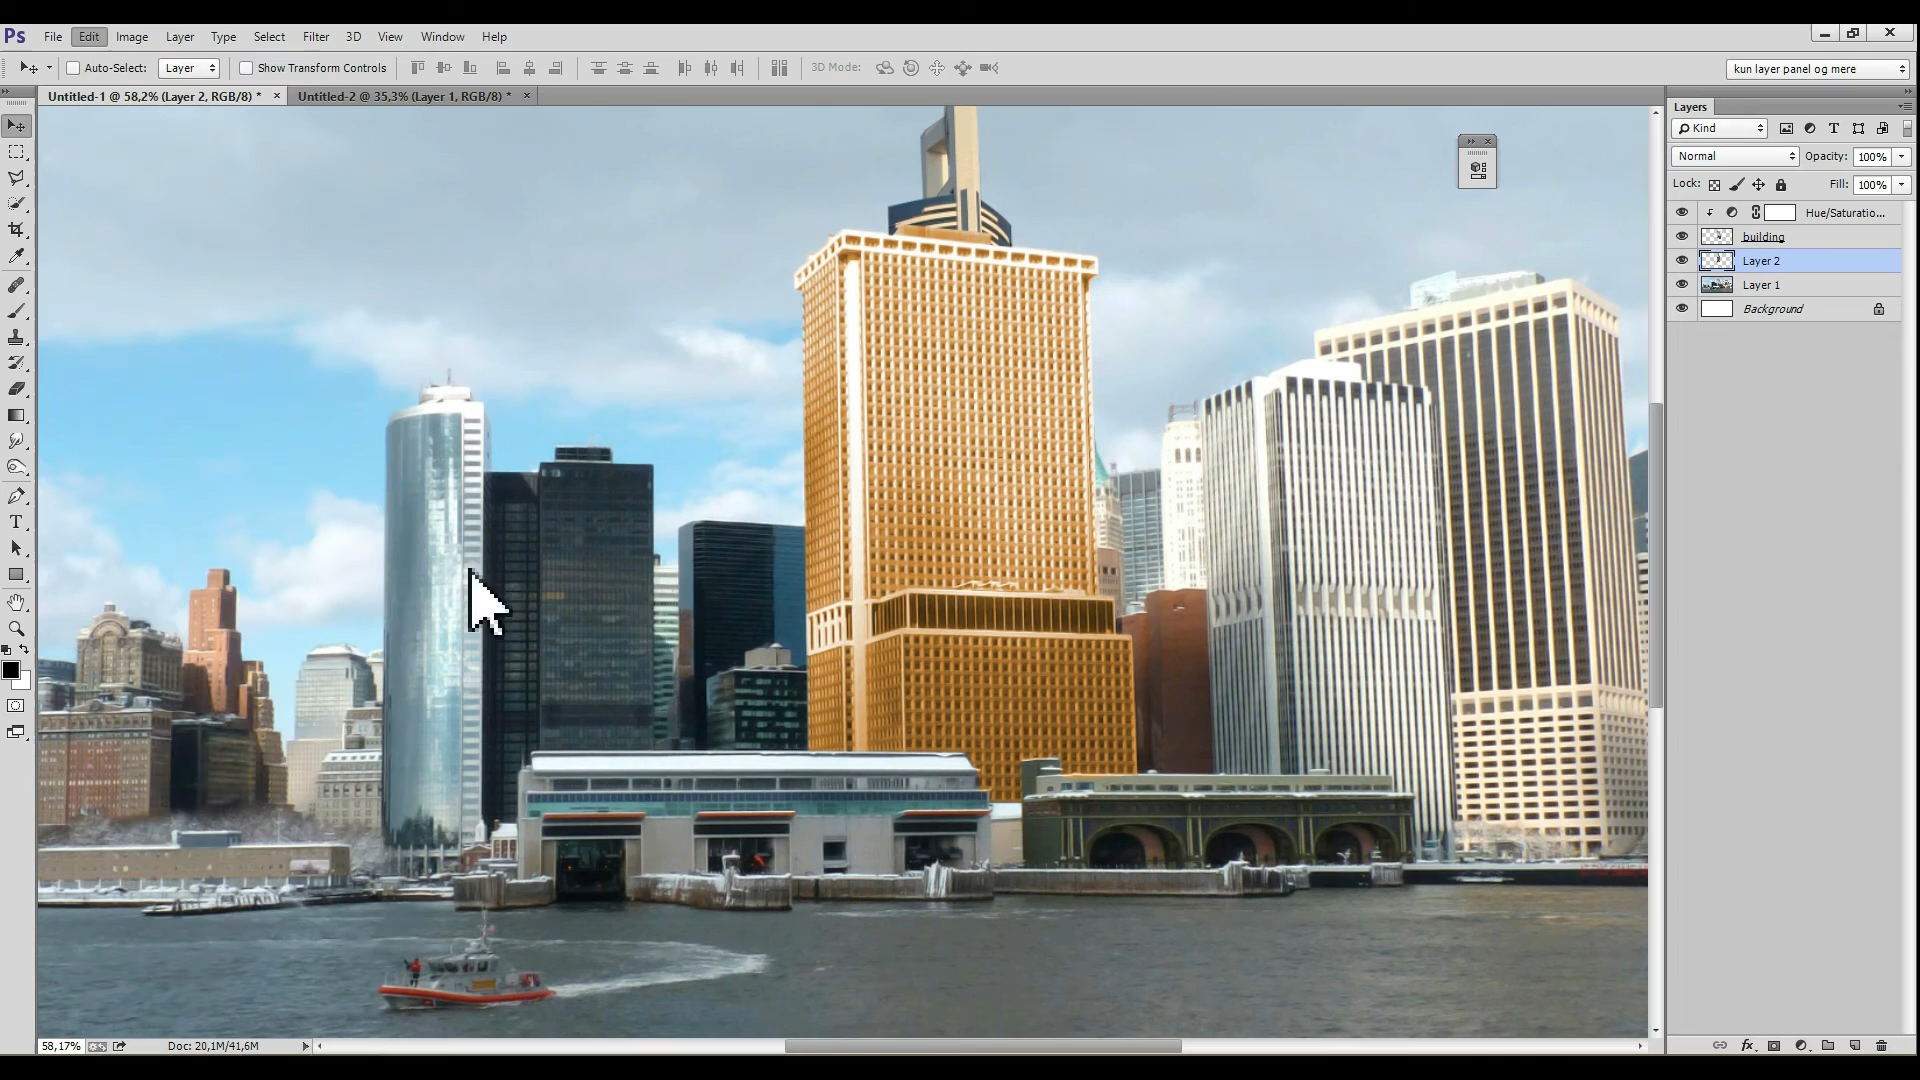 Ps File Edit Image Layer Type Select Filter 3D View Window Help
Auto-Select: Layer Show Transform Controls 3D Mode: kun layer panel og mere
Untitled-1 @ 58,2% (Layer 2, RGB/8) * × Untitled-2 @ 35,3% (Layer 1, RGB/8) * ×
Layers
Kind
Normal Opacity: 100%
Lock: Fill: 100%
Hue/Saturatio...
building
Layer 2
Layer 1
Background
58,17% Doc: 20,1M/41,6M